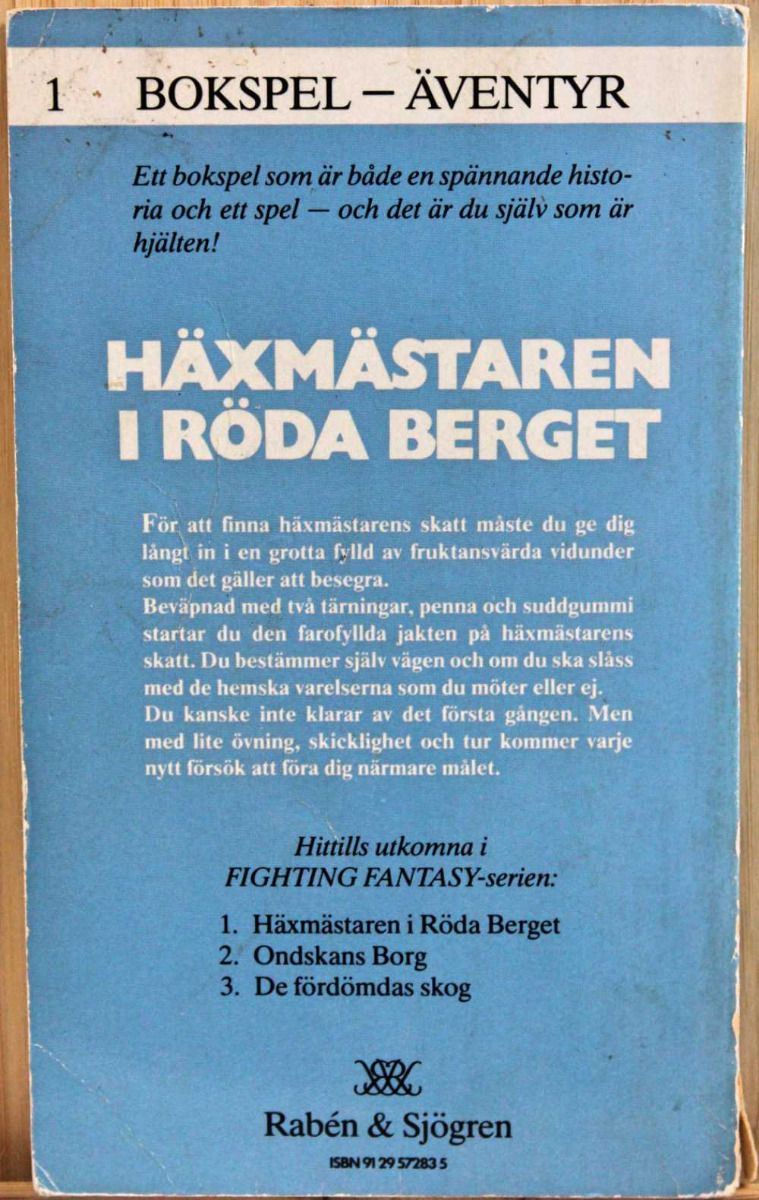 1 BOKSPEL – ÄVENTYR
Ett bokspel som är både en spännande histo-
ria och ett spel — och det är du själv som är
hjälten!
HÄXMÄSTAREN
I RÖDA BERGET
För att finna häxmästarens skatt måste du ge dig
långt in i en grotta fylld av fruktansvärda vidunder
som det gäller att besegra.
Beväpnad med två tärningar, penna och suddgummi
startar du den farofyllda jakten på häxmästarens
skatt. Du bestämmer själv vägen och om du ska slåss
med de hemska varelserna som du möter eller ej.
Du kanske inte klarar av det första gången. Men
med lite övning, skicklighet och tur kommer varje
nytt försök att föra dig närmare målet.
Hittills utkomna i
FIGHTING FANTASY-serien:
1. Häxmästaren i Röda Berget
2. Ondskans Borg
3. De fördömdas skog
Rabén & Sjögren
ISBN 91 29 57283 5